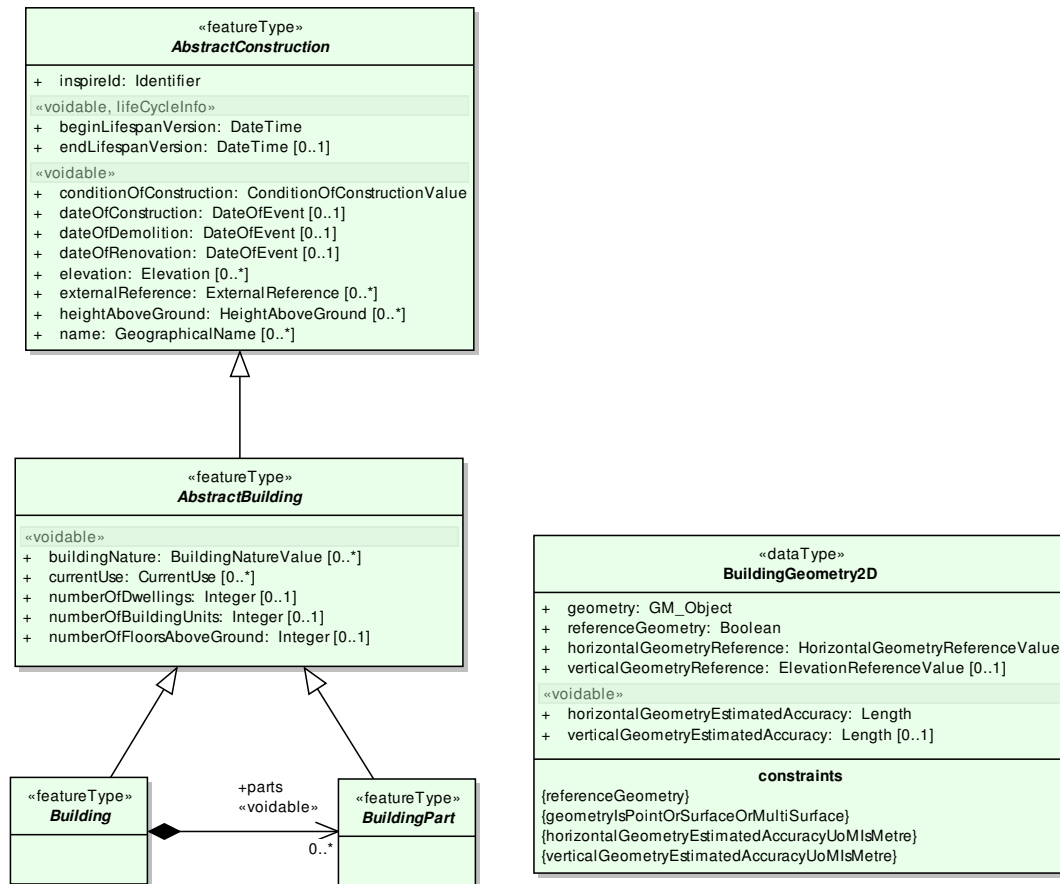 «featureType»
AbstractConstruction
+ inspireId: Identifier
«voidable, lifeCycleInfo»
+ beginLifespanVersion: DateTime
+ endLifespanVersion: DateTime [0..1]
«voidable»
+ conditionOfConstruction: ConditionOfConstructionValue
+ dateOfConstruction: DateOfEvent [0..1]
+ dateOfDemolition: DateOfEvent [0..1]
+ dateOfRenovation: DateOfEvent [0..1]
+ elevation: Elevation [0..*]
+ externalReference: ExternalReference [0..*]
+ heightAboveGround: HeightAboveGround [0..*]
+ name: GeographicalName [0..*]
«featureType»
AbstractBuilding
«voidable»
+ buildingNature: BuildingNatureValue [0..*]
+ currentUse: CurrentUse [0..*]
+ numberOfDwellings: Integer [0..1]
+ numberOfBuildingUnits: Integer [0..1]
+ numberOfFloorsAboveGround: Integer [0..1]
«featureType»
Building
+parts
«voidable»
0..*
«featureType»
BuildingPart
«dataType»
BuildingGeometry2D
+ geometry: GM_Object
+ referenceGeometry: Boolean
+ horizontalGeometryReference: HorizontalGeometryReferenceValue
+ verticalGeometryReference: ElevationReferenceValue [0..1]
«voidable»
+ horizontalGeometryEstimatedAccuracy: Length
+ verticalGeometryEstimatedAccuracy: Length [0..1]
constraints
{referenceGeometry}
{geometryIsPointOrSurfaceOrMultiSurface}
{horizontalGeometryEstimatedAccuracyUoMIsMetre}
{verticalGeometryEstimatedAccuracyUoMIsMetre}